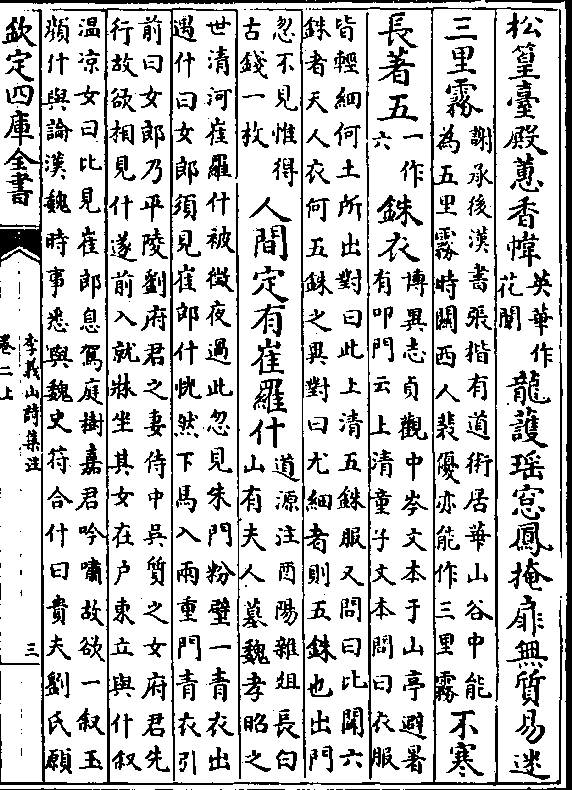 松篁臺殿蕙香幃英華作花闈龍護瑤窻鳳掩扉無質易迷
三里霧謝承後漢書張楷有道術居華山谷中能為五里霧時關西人裴優亦能作三里霧不寒
長著五一作六銖衣博異志貞觀中岑文本于山亭避暑有叩門云上清童子文本問曰衣服
皆輕細何土所出對曰此上清五銖服又問曰比聞六
銖者天人衣何五銖之異對曰尤細者則五銖也出門
忽不見惟得古錢一枚人間定有崔羅什道源注酉陽雜俎長白山有夫人墓魏孝昭之
世清河崔羅什被徵夜過此忽見朱門粉壁一青衣出
遇什曰女郎須見崔郎什恍然下馬入兩重門青衣引
前曰女郎乃平陵劉府君之妻侍中吳質之女府君先
行故欲相見什遂前入就牀坐其女在户東立與什叙
温凉女曰比見崔郎息駕庭樹嘉君吟嘯故欲一叙玉
顏什與論漢魏時事悉與魏史符合什曰貴夫劉氏願
欽定四庫全書
李義山詩集注
卷二上
三